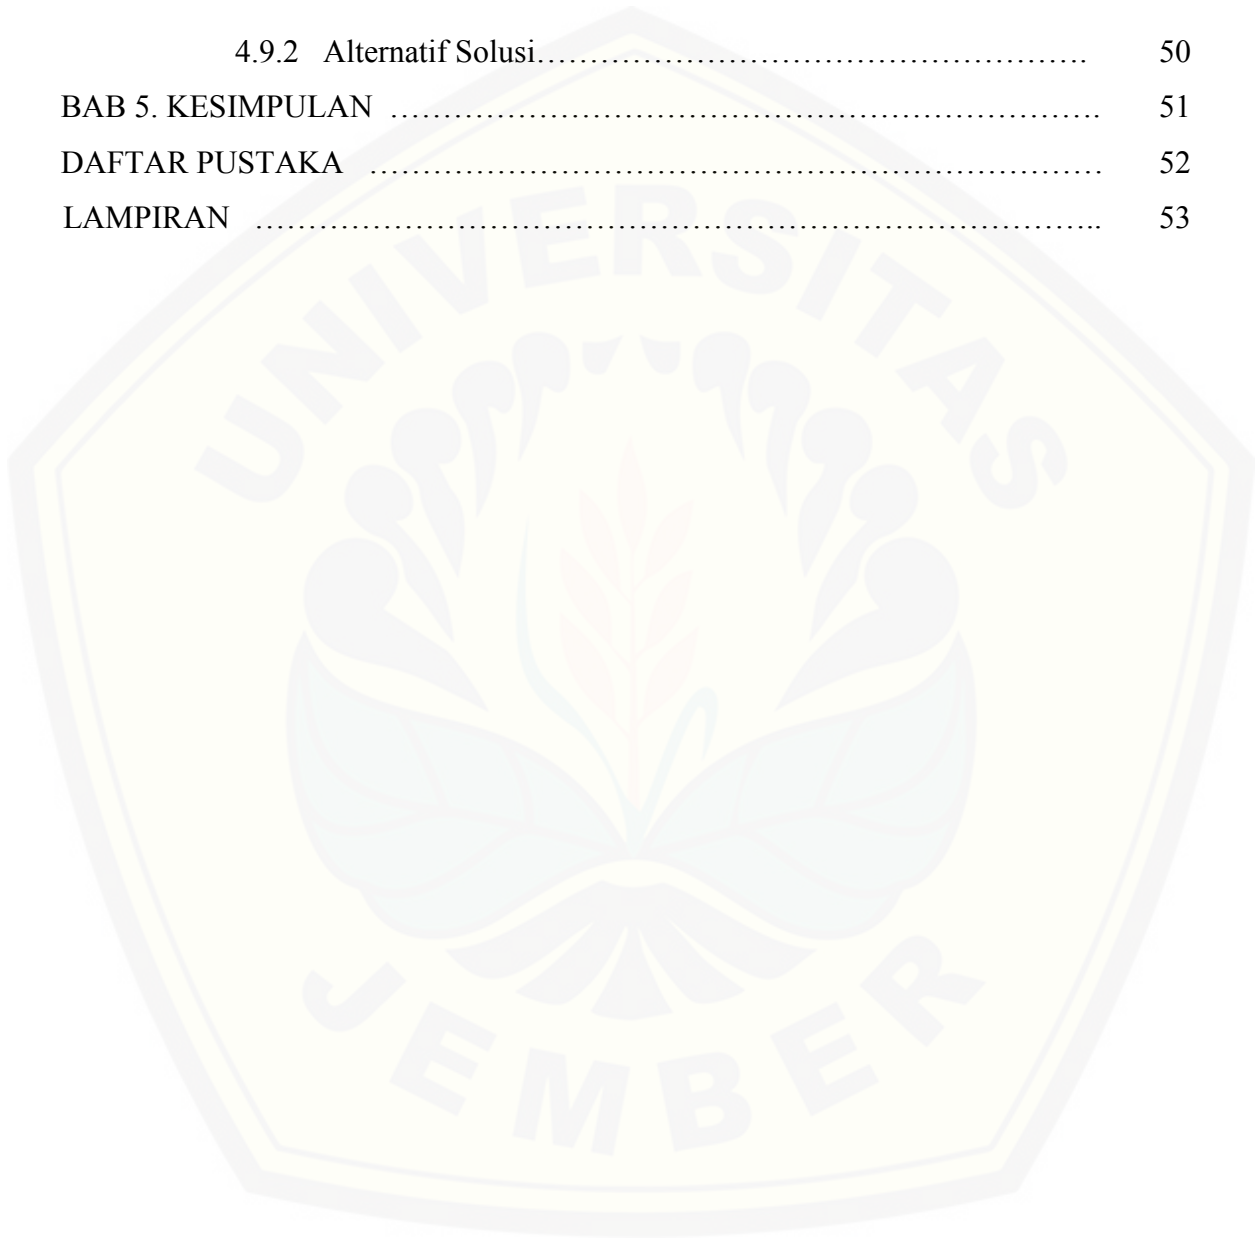 4.9.2 Alternatif Solusi……………………………………………. 50
BAB 5. KESIMPULAN …………………………………………………………. 51
DAFTAR PUSTAKA …………………………………………………………… 52
LAMPIRAN …………………………………………………………………….. 53
UNIVERSITAS
JEMBER